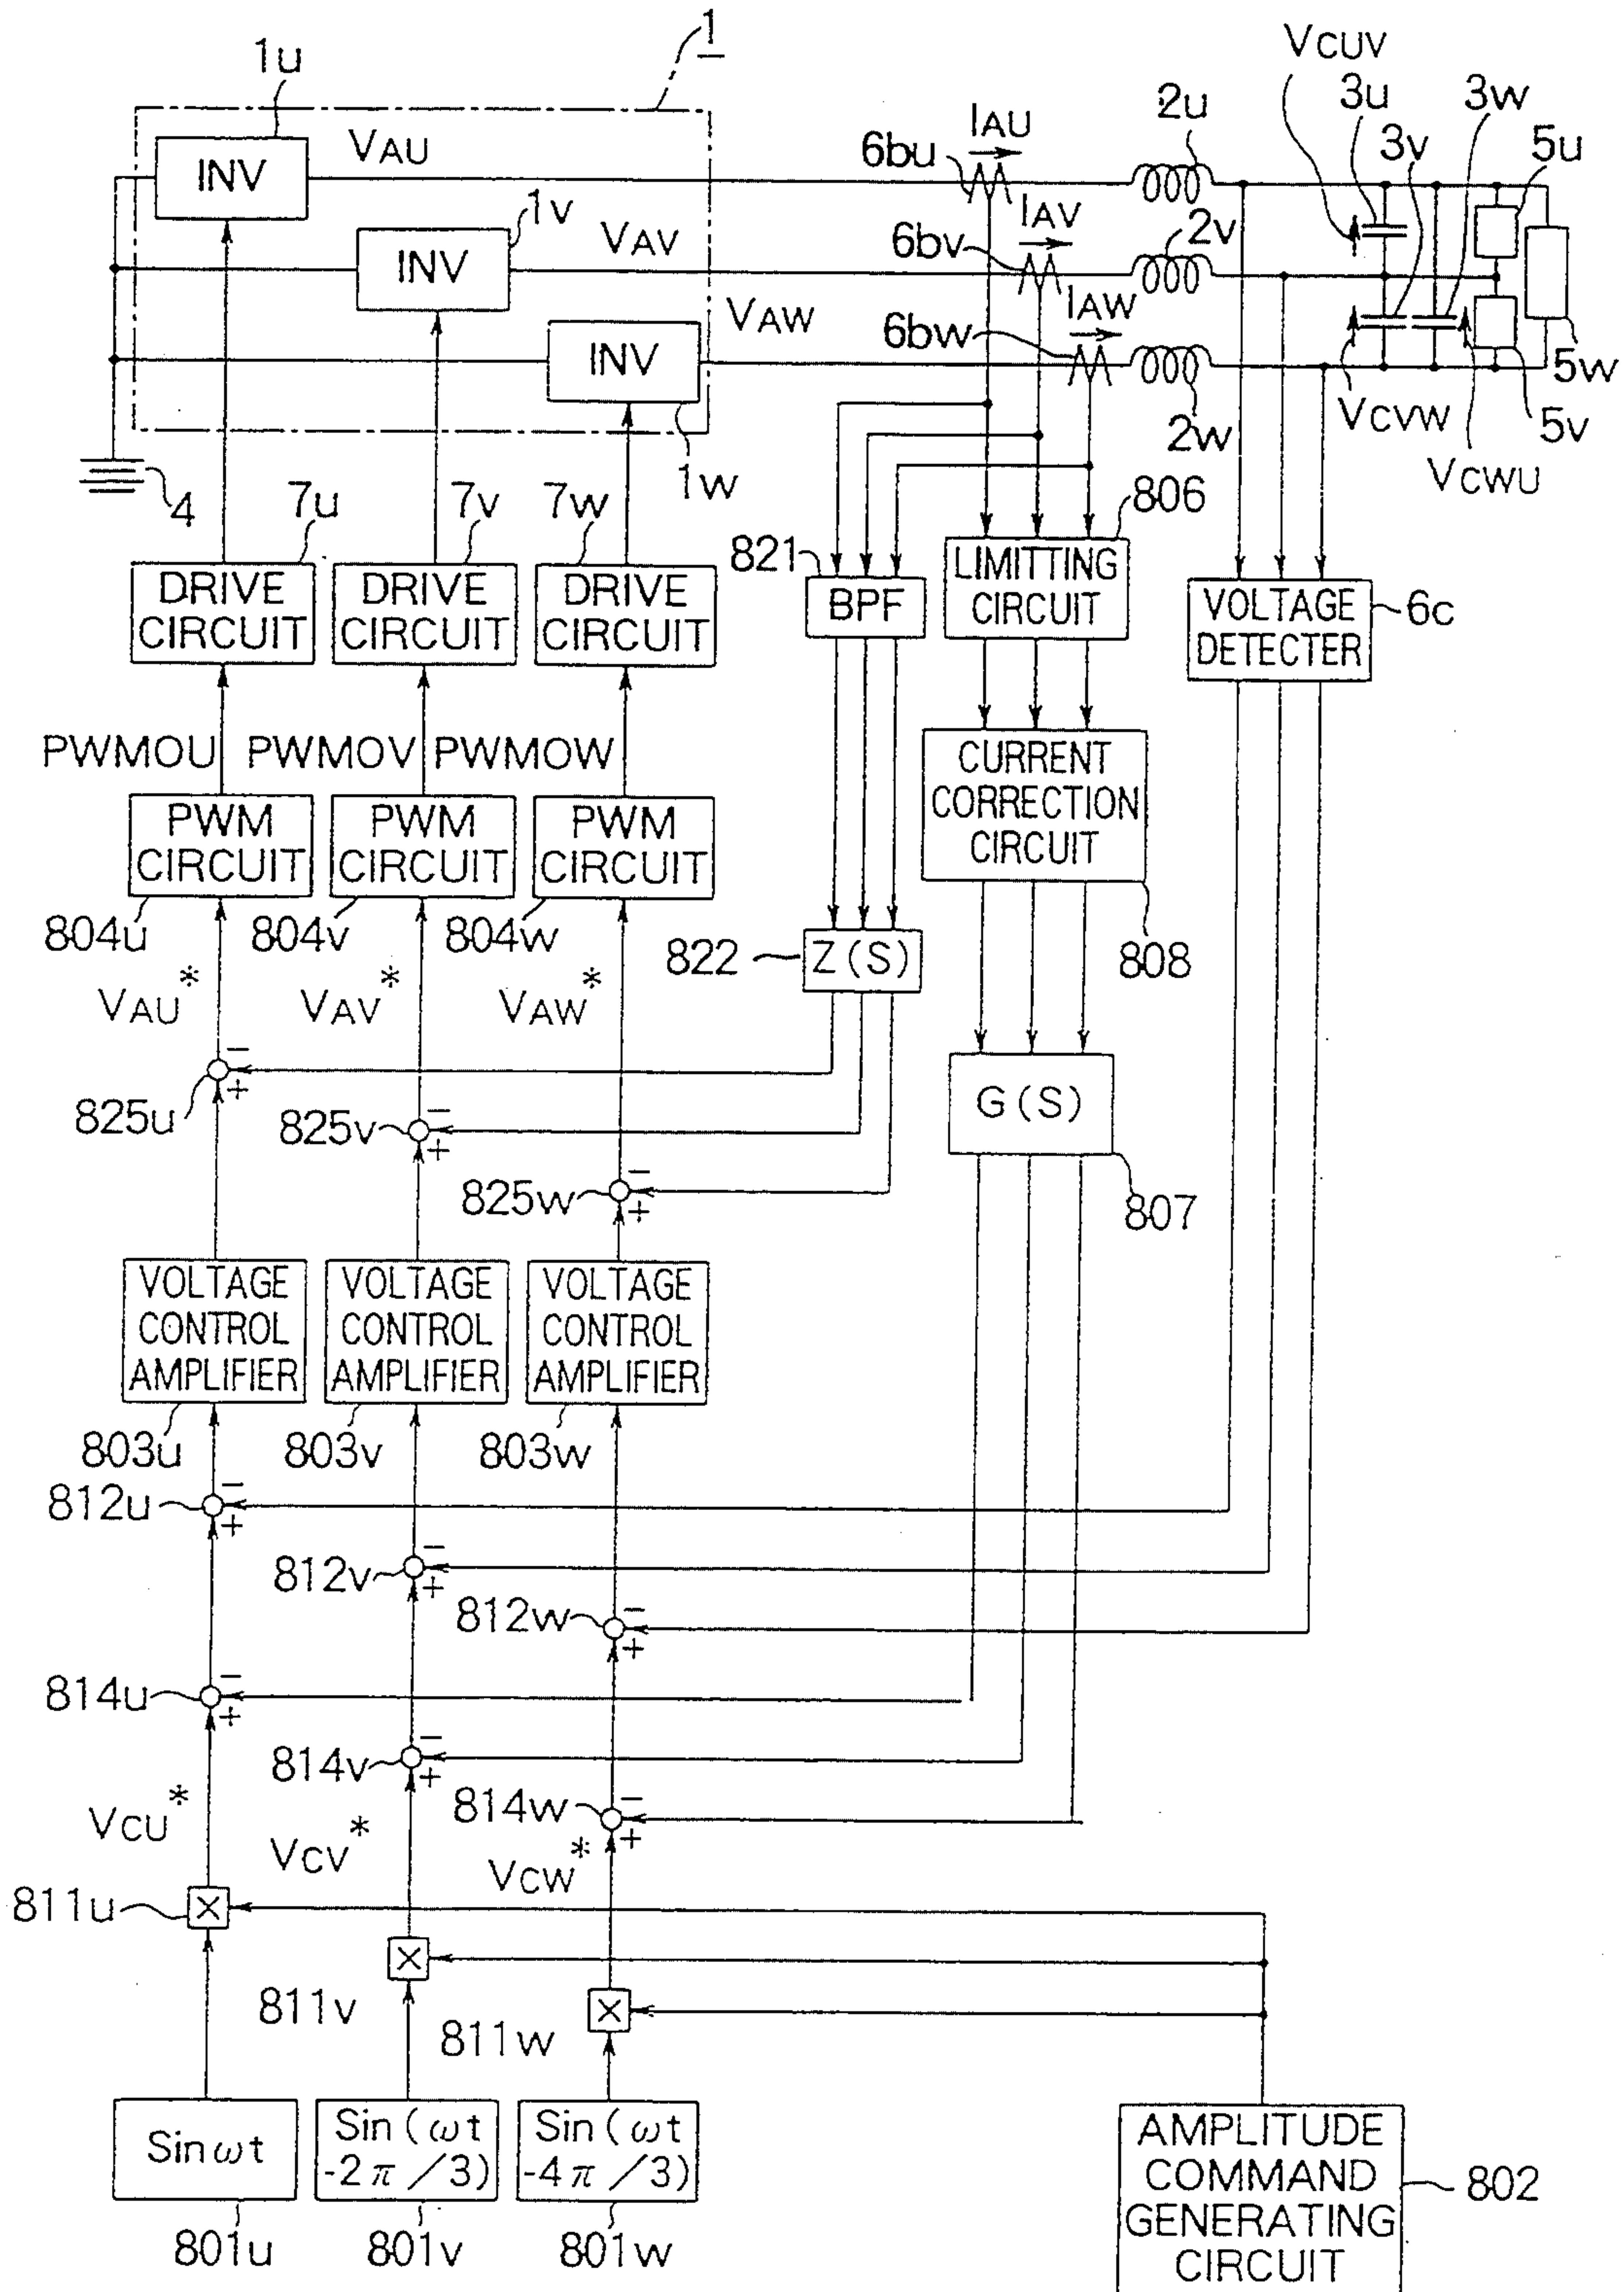 1
1u
VCUV
3u
3w
2u
IAU
3v
5u
VAU
6bu
INV
1v
IAV
2v
VAV
6bv
INV
IAW
VAW
6bw
INV
5w
VCVW
5v
2w
1w
VCWU
4
7u
7v
7w
806
821
DRIVE
CIRCUIT
DRIVE
CIRCUIT
DRIVE
CIRCUIT
BPF
LIMITTING
CIRCUIT
VOLTAGE
DETECTER
6c
PWMOU
PWMOV
PWMOW
CURRENT
CORRECTION
CIRCUIT
PWM
CIRCUIT
PWM
CIRCUIT
PWM
CIRCUIT
804u
804v
804w
822
Z(S)
808
VAU*
VAV*
VAW*
−
+
825u
G(S)
−
+
825v
−
+
825w
807
VOLTAGE
CONTROL
AMPLIFIER
VOLTAGE
CONTROL
AMPLIFIER
VOLTAGE
CONTROL
AMPLIFIER
803u
803v
803w
−
+
812u
−
+
812v
−
+
812w
−
+
814u
−
+
814v
−
+
814w
VCU*
VCV*
VCW*
811u
×
×
811v
×
811w
Sinωt
Sin(ωt
-2π/3)
Sin(ωt
-4π/3)
AMPLITUDE
COMMAND
GENERATING
CIRCUIT
802
801u
801v
801w